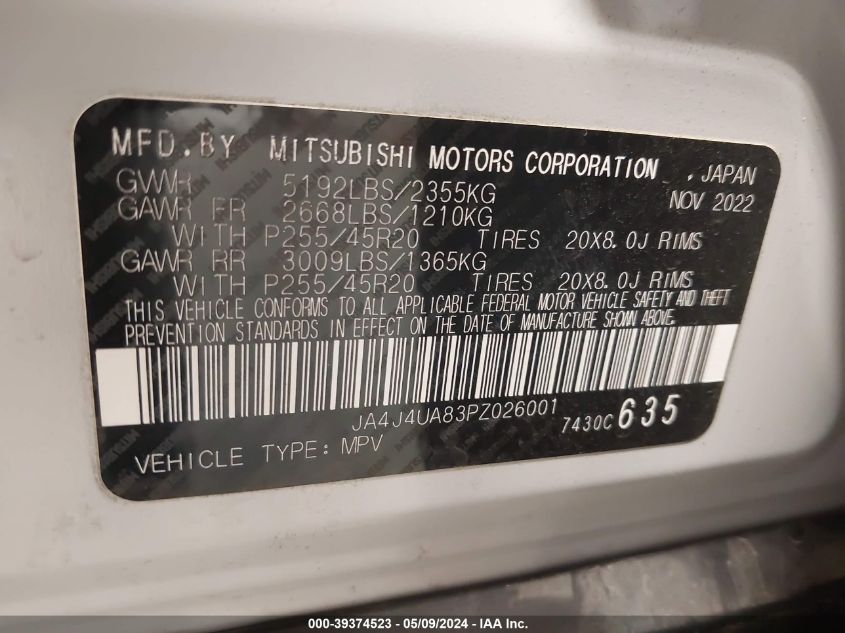 MFD.BY MITSUBISHI MOTORS CORPORATION , JAPAN
GVWR 5192LBS/2355KG NOV 2022
GAWR FR 2668LBS/1210KG
WITH P255/45R20 TIRES 20X8.0J RIMS
GAWR RR 3009LBS/1365KG
WITH P255/45R20 TIRES 20X8.0J RIMS
THIS VEHICLE CONFORMS TO ALL APPLICABLE FEDERAL MOTOR VEHICLE SAFETY AND THEFT
PREVENTION STANDARDS IN EFFECT ON THE DATE OF MANUFACTURE SHOWN ABOVE.
JA4J4UA83PZ026001 7430C 635
VEHICLE TYPE: MPV
000-39374523 - 05/09/2024 - IAA, Inc.